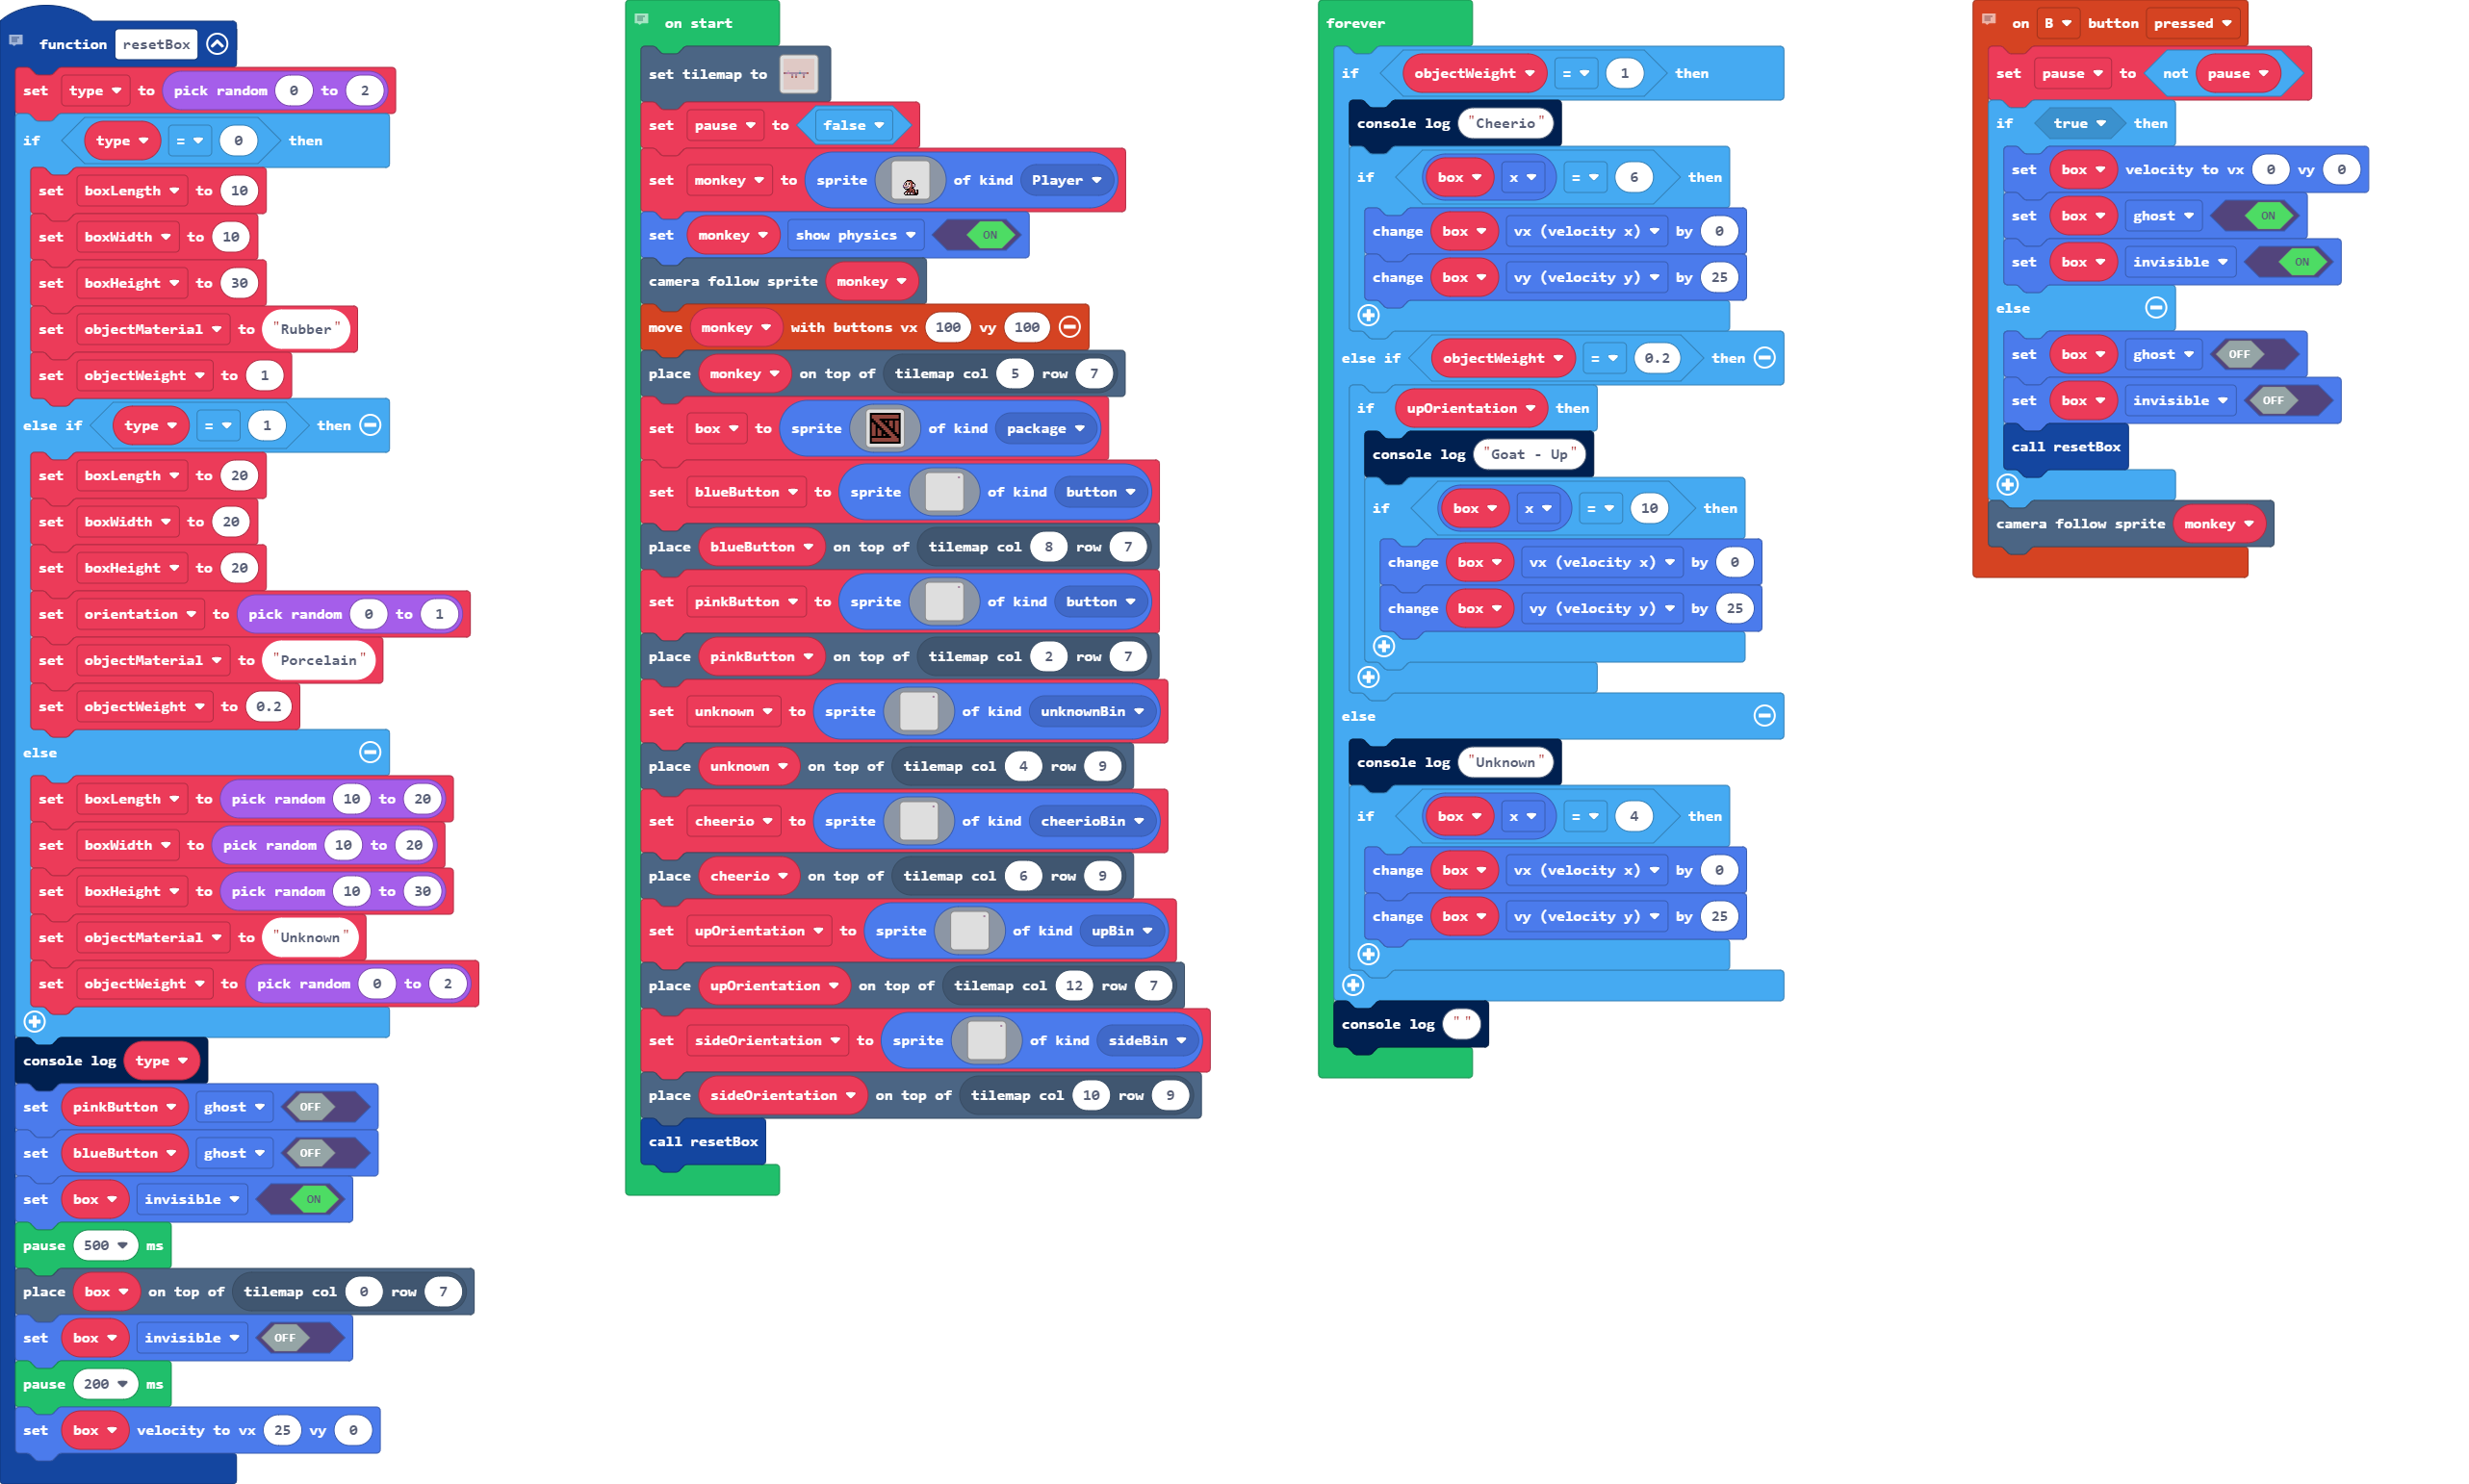 function resetBox
set type to pick random 0 to 2
if type = 0 then
set boxLength to 10
set boxWidth to 10
set boxHeight to 30
set objectMaterial to "Rubber"
set objectWeight to 1
else if type = 1 then
set boxLength to 20
set boxWidth to 20
set boxHeight to 20
set orientation to pick random 0 to 1
set objectMaterial to "Porcelain"
set objectWeight to 0.2
else
set boxLength to pick random 10 to 20
set boxWidth to pick random 10 to 20
set boxHeight to pick random 10 to 30
set objectMaterial to "Unknown"
set objectWeight to pick random 0 to 2
console log type
set pinkButton ghost OFF
set blueButton ghost OFF
set box invisible ON
pause 500 ms
place box on top of tilemap col 0 row 7
set box invisible OFF
pause 200 ms
set box velocity to vx 25 vy 0
on start
set tilemap to
set pause to false
set monkey to sprite of kind Player
set monkey show physics ON
camera follow sprite monkey
move monkey with buttons vx 100 vy 100
place monkey on top of tilemap col 5 row 7
set box to sprite of kind package
set blueButton to sprite of kind button
place blueButton on top of tilemap col 8 row 7
set pinkButton to sprite of kind button
place pinkButton on top of tilemap col 2 row 7
set unknown to sprite of kind unknownBin
place unknown on top of tilemap col 4 row 9
set cheerio to sprite of kind cheerioBin
place cheerio on top of tilemap col 6 row 9
set upOrientation to sprite of kind upBin
place upOrientation on top of tilemap col 12 row 7
set sideOrientation to sprite of kind sideBin
place sideOrientation on top of tilemap col 10 row 9
call resetBox
forever
if objectWeight = 1 then
console log "Cheerio"
if box x = 6 then
change box vx (velocity x) by 0
change box vy (velocity y) by 25
else if objectWeight = 0.2 then
if upOrientation then
console log "Goat - Up"
if box x = 10 then
change box vx (velocity x) by 0
change box vy (velocity y) by 25
else
console log "Unknown"
if box x = 4 then
change box vx (velocity x) by 0
change box vy (velocity y) by 25
console log " "
on B button pressed
set pause to not pause
if true then
set box velocity to vx 0 vy 0
set box ghost ON
set box invisible ON
else
set box ghost OFF
set box invisible OFF
call resetBox
camera follow sprite monkey